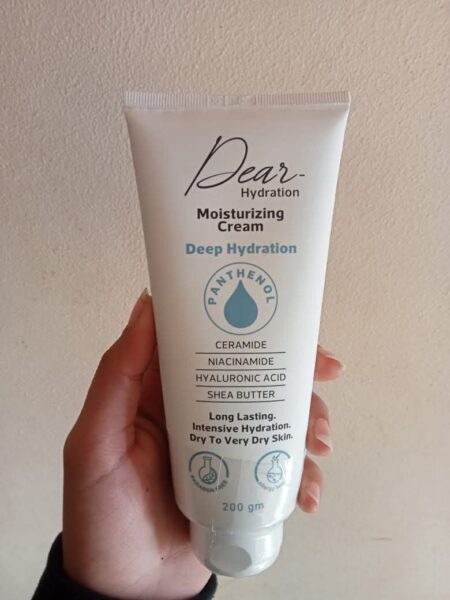 Dear-
Hydration
Moisturizing
Cream
Deep Hydration
PANTHENOL
CERAMIDE
NIACINAMIDE
HYALURONIC ACID
SHEA BUTTER
Long Lasting.
Intensive Hydration.
Dry To Very Dry Skin.
200 gm